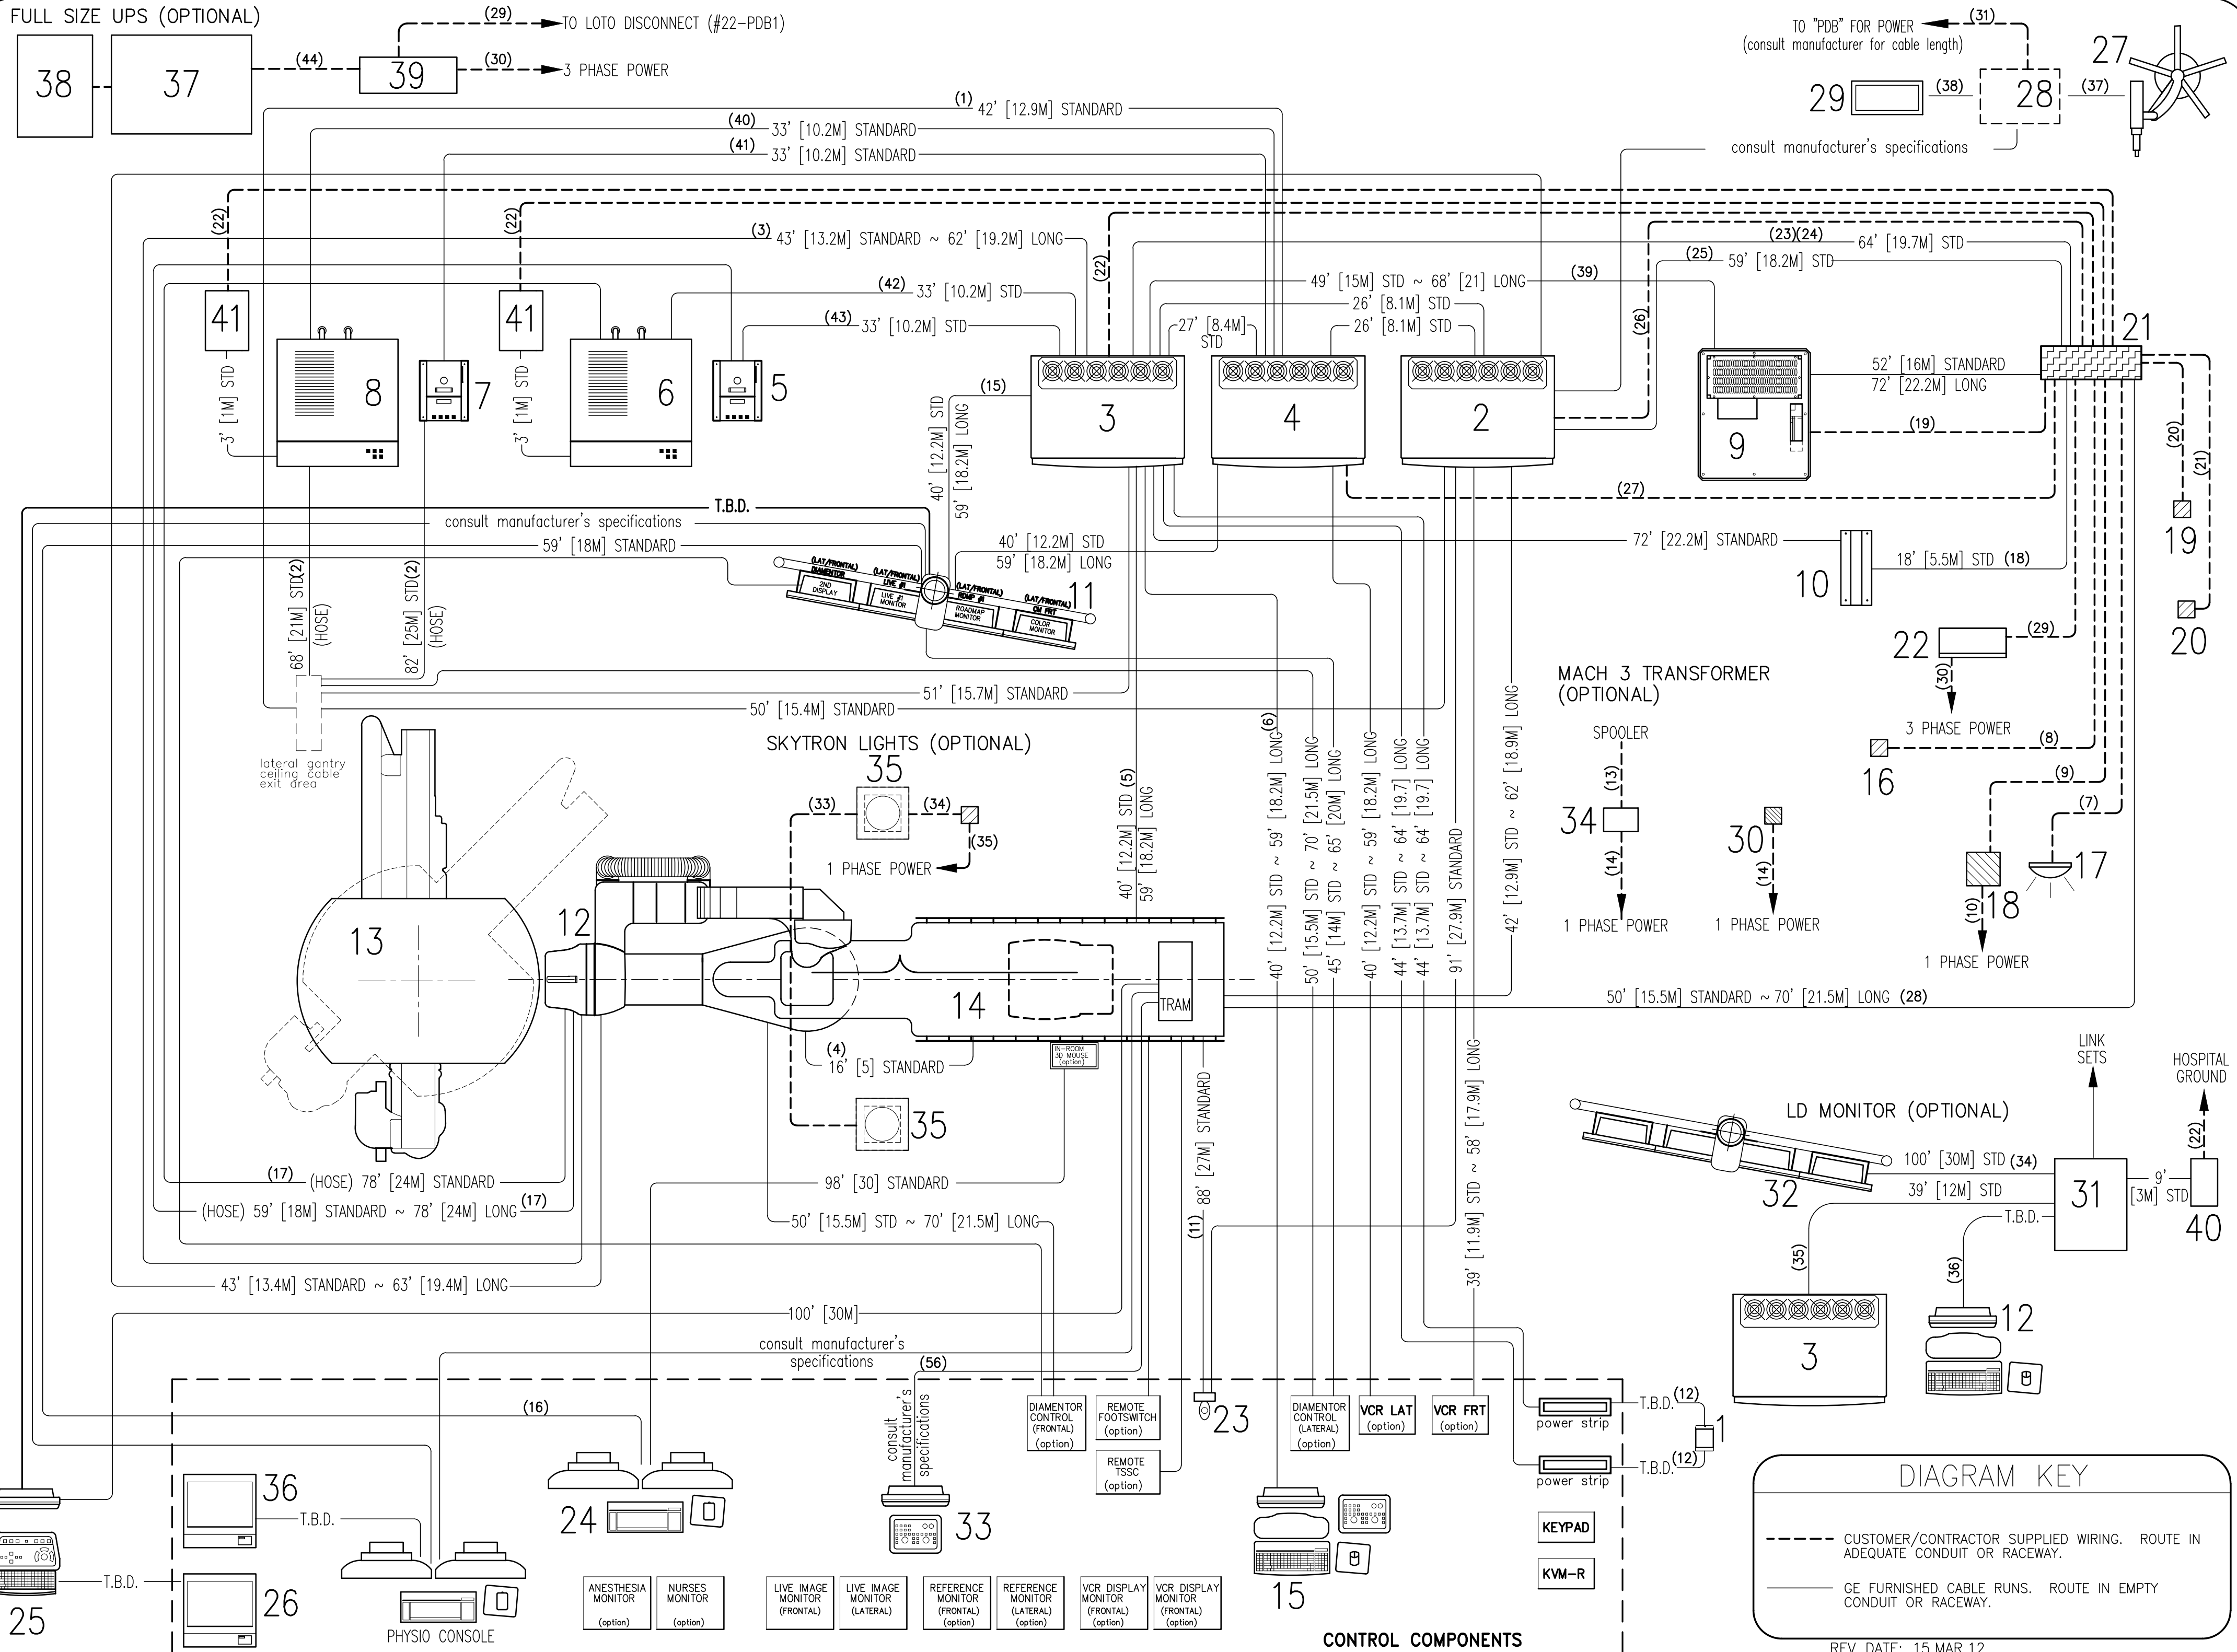 FULL SIZE UPS (OPTIONAL)
(29)
TO LOTO DISCONNECT (#22-PDB1)
38
37
(44)
39
(30)
3 PHASE POWER
TO "PDB" FOR POWER
(consult manufacturer for cable length)
(31)
27
29
(38)
28
(37)
consult manufacturer's specifications
(1)
42' [12.9M] STANDARD
(40)
33' [10.2M] STANDARD
(41)
33' [10.2M] STANDARD
(22)
(22)
(3)
43' [13.2M] STANDARD ~ 62' [19.2M] LONG
(22)
(23)(24)
64' [19.7M] STD
(25)
59' [18.2M] STD
(42)
33' [10.2M] STD
49' [15M] STD ~ 68' [21] LONG
(39)
26' [8.1M] STD
(43)
33' [10.2M] STD
27' [8.4M]
STD
26' [8.1M] STD
(26)
41
41
21
8
7
6
5
3' [1M] STD
3' [1M] STD
(15)
3
4
2
9
52' [16M] STANDARD
72' [22.2M] LONG
(19)
(20)
(21)
40' [12.2M] STD
59' [18.2M] LONG
(27)
T.B.D.
consult manufacturer's specifications
59' [18M] STANDARD
40' [12.2M] STD
59' [18.2M] LONG
72' [22.2M] STANDARD
19
10
18' [5.5M] STD (18)
20
(LAT/FRONTAL)
DIAMENTOR
2ND
DISPLAY
(LAT/FRONTAL)
LIVE #1
LIVE #1
MONITOR
(LAT/FRONTAL)
RDMP #1
ROADMAP
MONITOR
(LAT/FRONTAL)
CM FRT
COLOR
MONITOR
11
68' [21M] STD(2)
(HOSE)
82' [25M] STD(2)
(HOSE)
22
(29)
(30)
3 PHASE POWER
51' [15.7M] STANDARD
50' [15.4M] STANDARD
lateral gantry
ceiling cable
exit area
SKYTRON LIGHTS (OPTIONAL)
35
(33)
(34)
(35)
1 PHASE POWER
MACH 3 TRANSFORMER
(OPTIONAL)
SPOOLER
(13)
34
(14)
1 PHASE POWER
30
(14)
1 PHASE POWER
16
(8)
(9)
(7)
18
17
(10)
1 PHASE POWER
40' [12.2M] STD (5)
59' [18.2M] LONG
40' [12.2M] STD ~ 59' [18.2M] LONG
(6)
50' [15.5M] STD ~ 70' [21.5M] LONG
45' [14M] STD ~ 65' [20M] LONG
40' [12.2M] STD ~ 59' [18.2M] LONG
44' [13.7M] STD ~ 64' [19.7] LONG
44' [13.7M] STD ~ 64' [19.7] LONG
91' [27.9M] STANDARD
39' [11.9M] STD ~ 58' [17.9M] LONG
42' [12.9M] STD ~ 62' [18.9M] LONG
13
12
14
TRAM
50' [15.5M] STANDARD ~ 70' [21.5M] LONG (28)
(4)
16' [5] STANDARD
IN-ROOM
3D MOUSE
(option)
35
88' [27M] STANDARD
(11)
(17)
(HOSE) 78' [24M] STANDARD
(HOSE) 59' [18M] STANDARD ~ 78' [24M] LONG
(17)
98' [30] STANDARD
50' [15.5M] STD ~ 70' [21.5M] LONG
43' [13.4M] STANDARD ~ 63' [19.4M] LONG
100' [30M]
consult manufacturer's
specifications
(56)
LINK
SETS
HOSPITAL
GROUND
LD MONITOR (OPTIONAL)
32
100' [30M] STD (34)
39' [12M] STD
T.B.D.
31
9'
[3M] STD
(22)
40
(35)
(36)
3
12
(16)
consult
manufacturer's
specifications
DIAMENTOR
CONTROL
(FRONTAL)
(option)
REMOTE
FOOTSWITCH
(option)
REMOTE
TSSC
(option)
23
DIAMENTOR
CONTROL
(LATERAL)
(option)
VCR LAT
(option)
VCR FRT
(option)
power strip
T.B.D.
(12)
1
power strip
T.B.D.
(12)
KEYPAD
KVM-R
36
T.B.D.
24
33
15
25
T.B.D.
26
PHYSIO CONSOLE
ANESTHESIA
MONITOR
(option)
NURSES
MONITOR
(option)
LIVE IMAGE
MONITOR
(FRONTAL)
LIVE IMAGE
MONITOR
(LATERAL)
REFERENCE
MONITOR
(FRONTAL)
(option)
REFERENCE
MONITOR
(LATERAL)
(option)
VCR DISPLAY
MONITOR
(FRONTAL)
(option)
VCR DISPLAY
MONITOR
(FRONTAL)
(option)
CONTROL COMPONENTS
DIAGRAM KEY
CUSTOMER/CONTRACTOR SUPPLIED WIRING. ROUTE IN
ADEQUATE CONDUIT OR RACEWAY.
GE FURNISHED CABLE RUNS. ROUTE IN EMPTY
CONDUIT OR RACEWAY.
REV DATE: 15 MAR 12